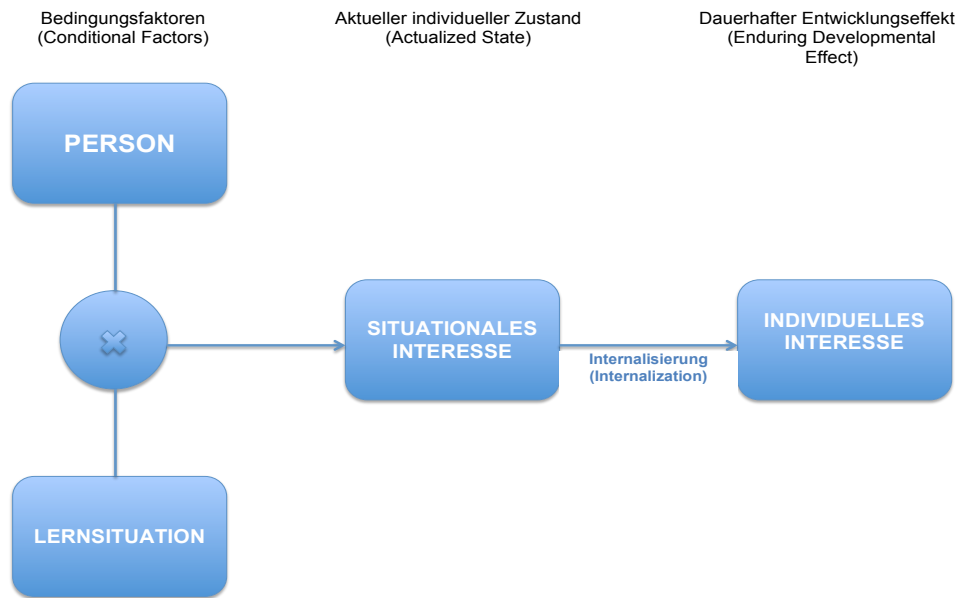 Bedingungsfaktoren
(Conditional Factors)
Aktueller individueller Zustand
(Actualized State)
Dauerhafter Entwicklungseffekt
(Enduring Developmental
Effect)
PERSON
SITUATIONALES
INTERESSE
Internalisierung
(Internalization)
INDIVIDUELLES
INTERESSE
LERNSITUATION